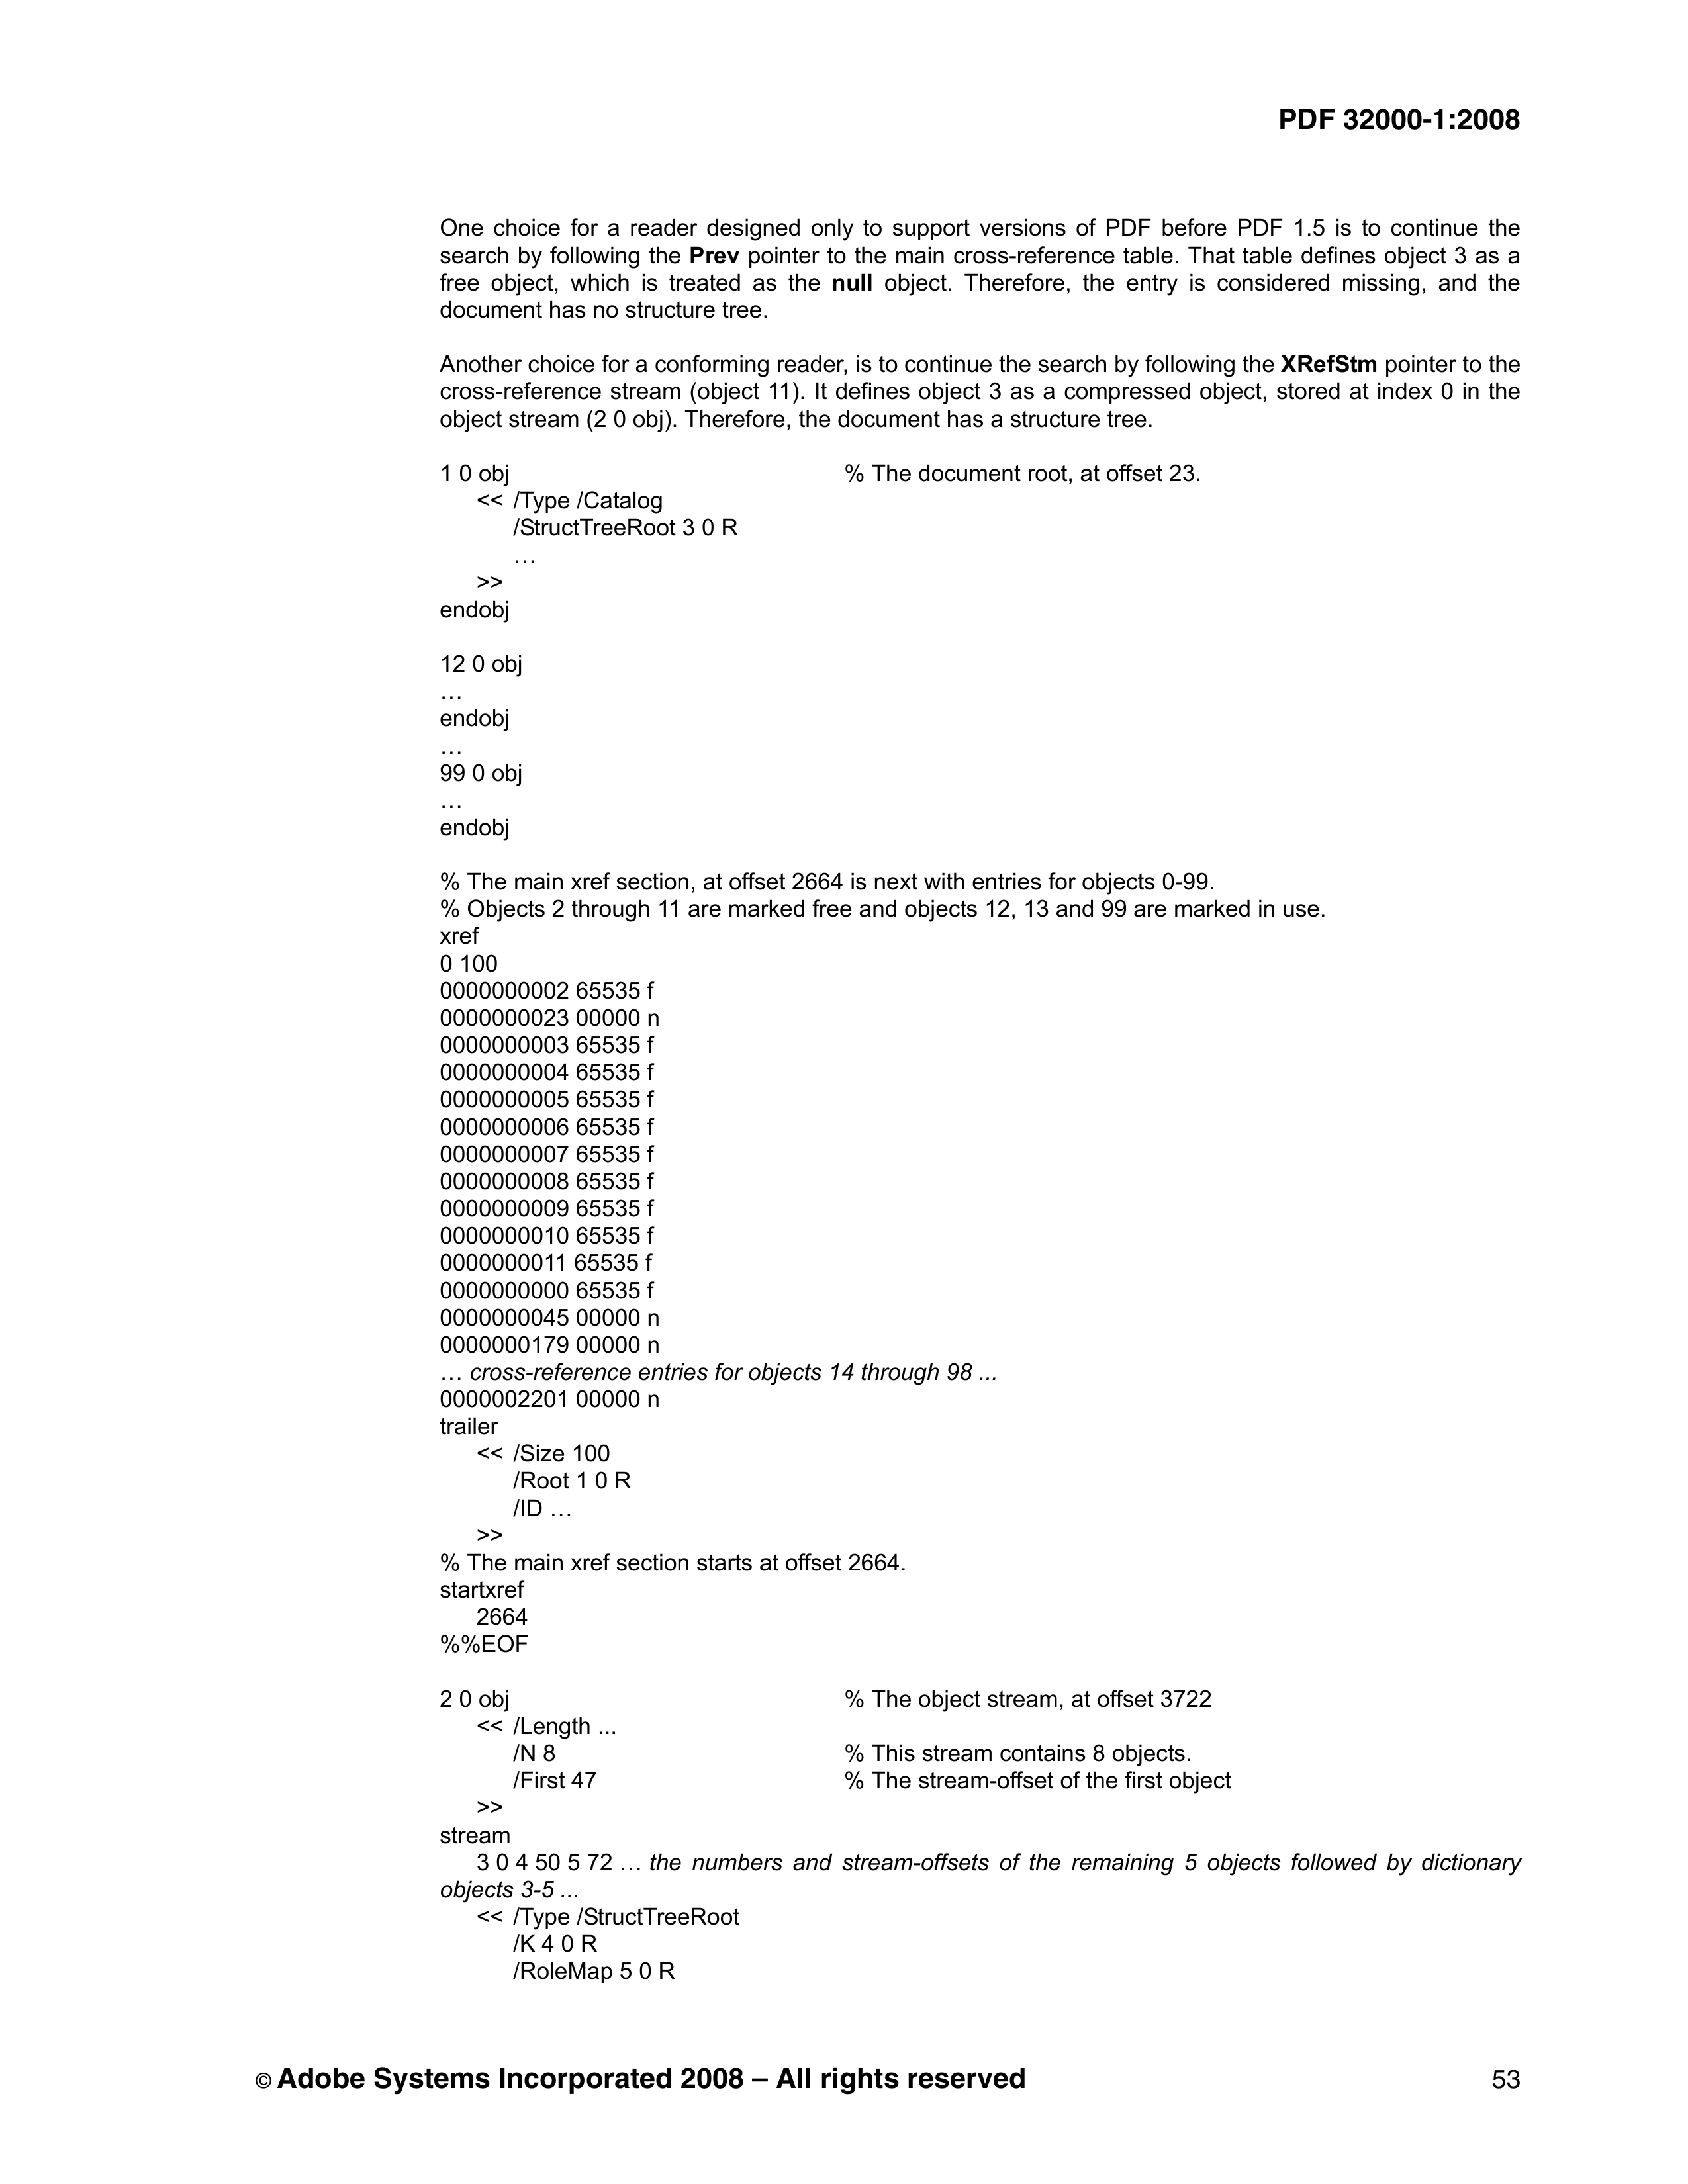 PDF 32000-1:2008
One choice for a reader designed only to support versions of PDF before PDF 1.5 is to continue the
search by following the Prev pointer to the main cross-reference table. That table defines object 3 as a
free object, which is treated as the null object. Therefore, the entry is considered missing, and the
document has no structure tree.
Another choice for a conforming reader, is to continue the search by following the XRefStm pointer to the
cross-reference stream (object 11). It defines object 3 as a compressed object, stored at index 0 in the
object stream (2 0 obj). Therefore, the document has a structure tree.
1 0 obj % The document root, at offset 23.
<< /Type /Catalog
/StructTreeRoot 3 0 R
…
>>
endobj
12 0 obj
…
endobj
…
99 0 obj
…
endobj
% The main xref section, at offset 2664 is next with entries for objects 0-99.
% Objects 2 through 11 are marked free and objects 12, 13 and 99 are marked in use.
xref
0 100
0000000002 65535 f
0000000023 00000 n
0000000003 65535 f
0000000004 65535 f
0000000005 65535 f
0000000006 65535 f
0000000007 65535 f
0000000008 65535 f
0000000009 65535 f
0000000010 65535 f
0000000011 65535 f
0000000000 65535 f
0000000045 00000 n
0000000179 00000 n
… cross-reference entries for objects 14 through 98 ...
0000002201 00000 n
trailer
<< /Size 100
/Root 1 0 R
/ID …
>>
% The main xref section starts at offset 2664.
startxref
2664
%%EOF
2 0 obj % The object stream, at offset 3722
<< /Length ...
/N 8 % This stream contains 8 objects.
/First 47 % The stream-offset of the first object
>>
stream
3 0 4 50 5 72 … the numbers and stream-offsets of the remaining 5 objects followed by dictionary
objects 3-5 ...
<< /Type /StructTreeRoot
/K 4 0 R
/RoleMap 5 0 R
© Adobe Systems Incorporated 2008 – All rights reserved 53